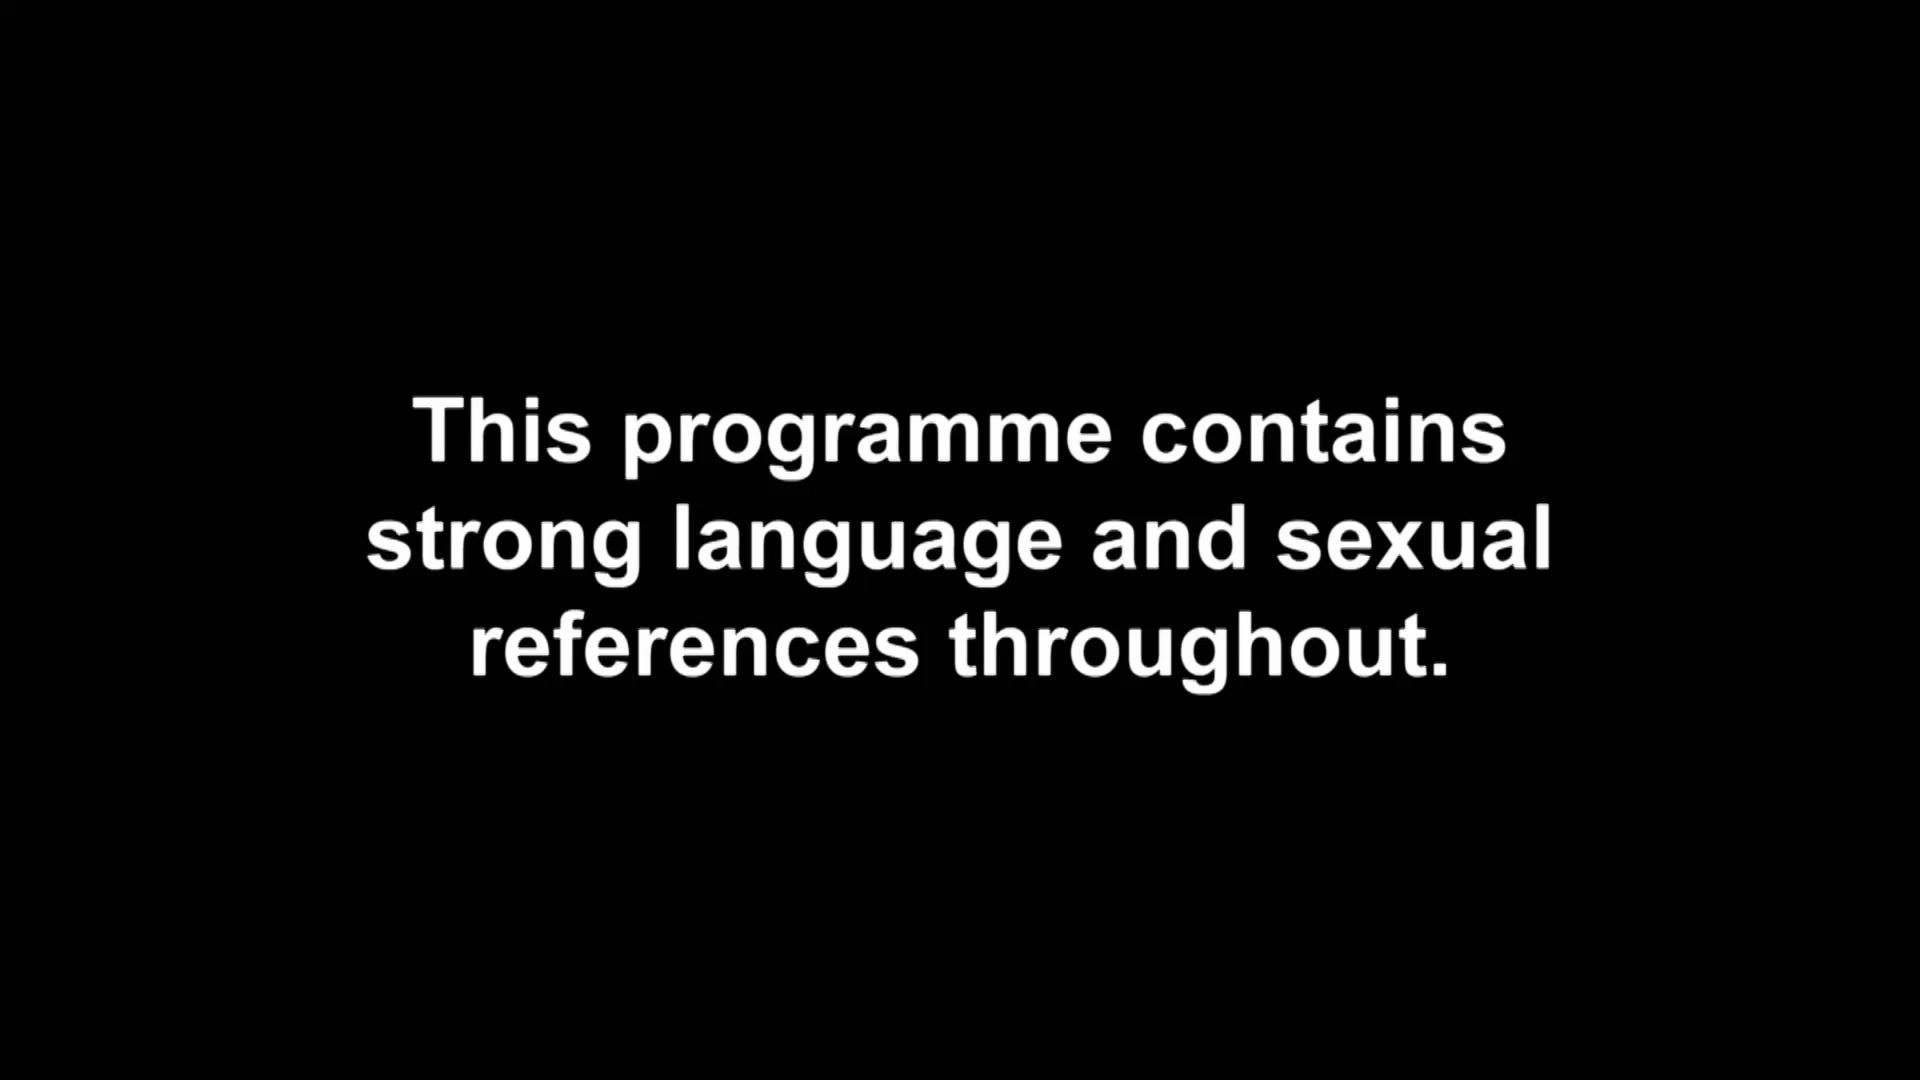 This programme contains
strong language and sexual
references throughout.